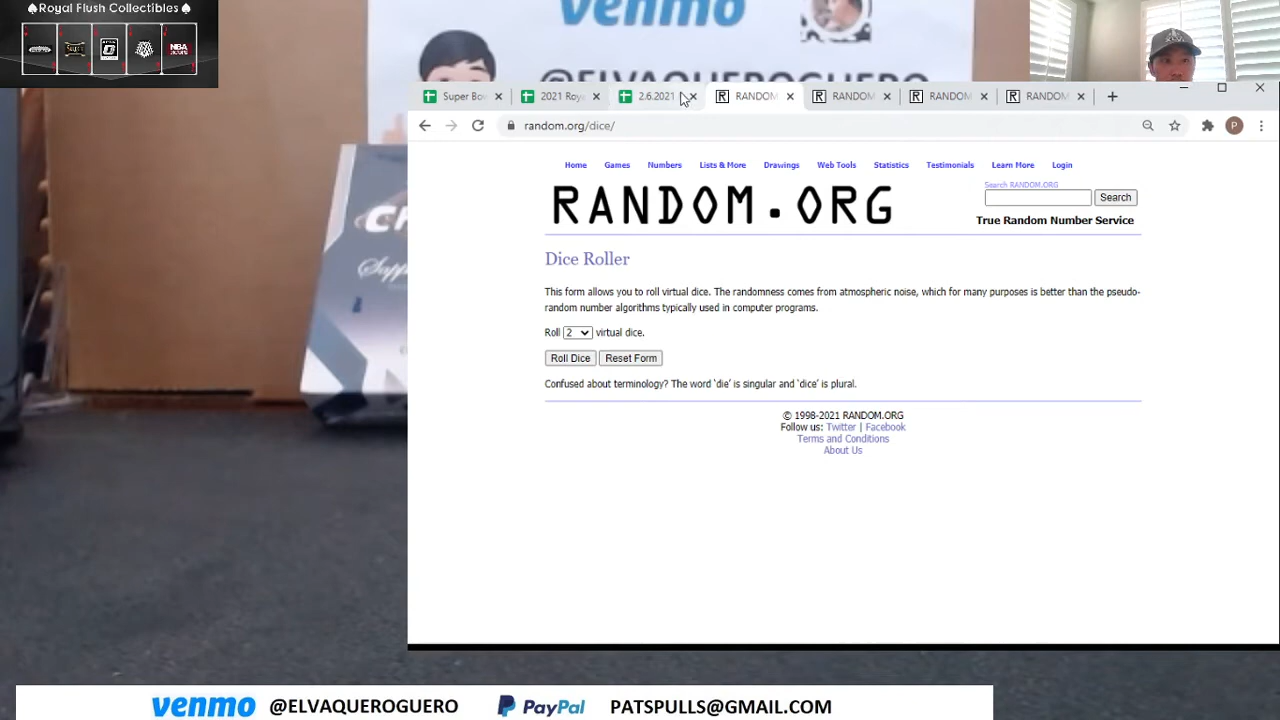 ♠Royal Flush Collectibles♠
venmo
@ELVAQUEROGUERO
Super Bo
2021 Roy
2.6.2021
RANDOM
RANDOM
RANDOM
RANDOM
random.org/dice/
Home Games Numbers Lists & More Drawings Web Tools Statistics Testimonials Learn More Login
RANDOM.ORG
Search RANDOM.ORG
Search
True Random Number Service
Dice Roller
This form allows you to roll virtual dice. The randomness comes from atmospheric noise, which for many purposes is better than the pseudo-
random number algorithms typically used in computer programs.
Roll 2 virtual dice.
Roll Dice Reset Form
Confused about terminology? The word 'die' is singular and 'dice' is plural.
© 1998-2021 RANDOM.ORG
Follow us: Twitter | Facebook
Terms and Conditions
About Us
venmo @ELVAQUEROGUERO PayPal PATSPULLS@GMAIL.COM